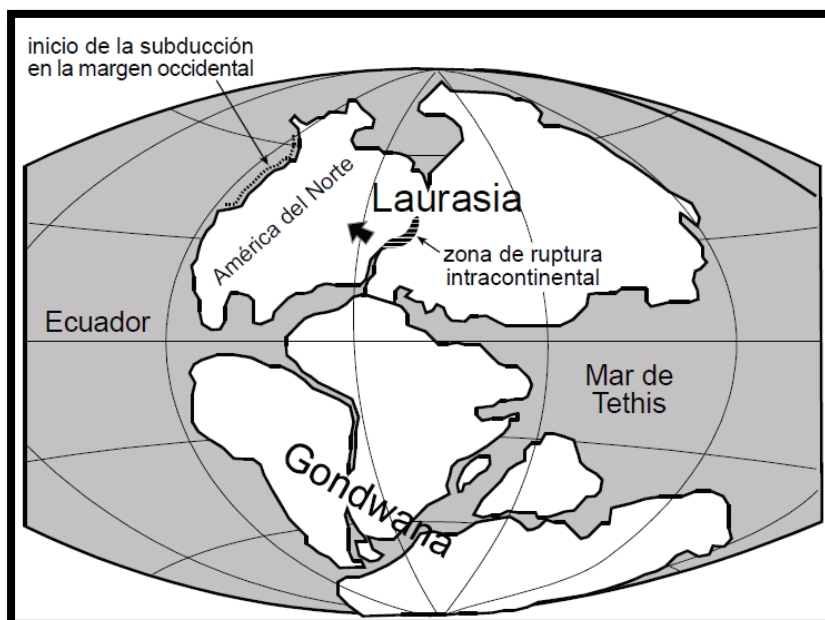 inicio de la subducción
en la margen occidental
América del Norte
Laurasia
zona de ruptura
intracontinental
Ecuador
Mar de
Tethis
Gondwana